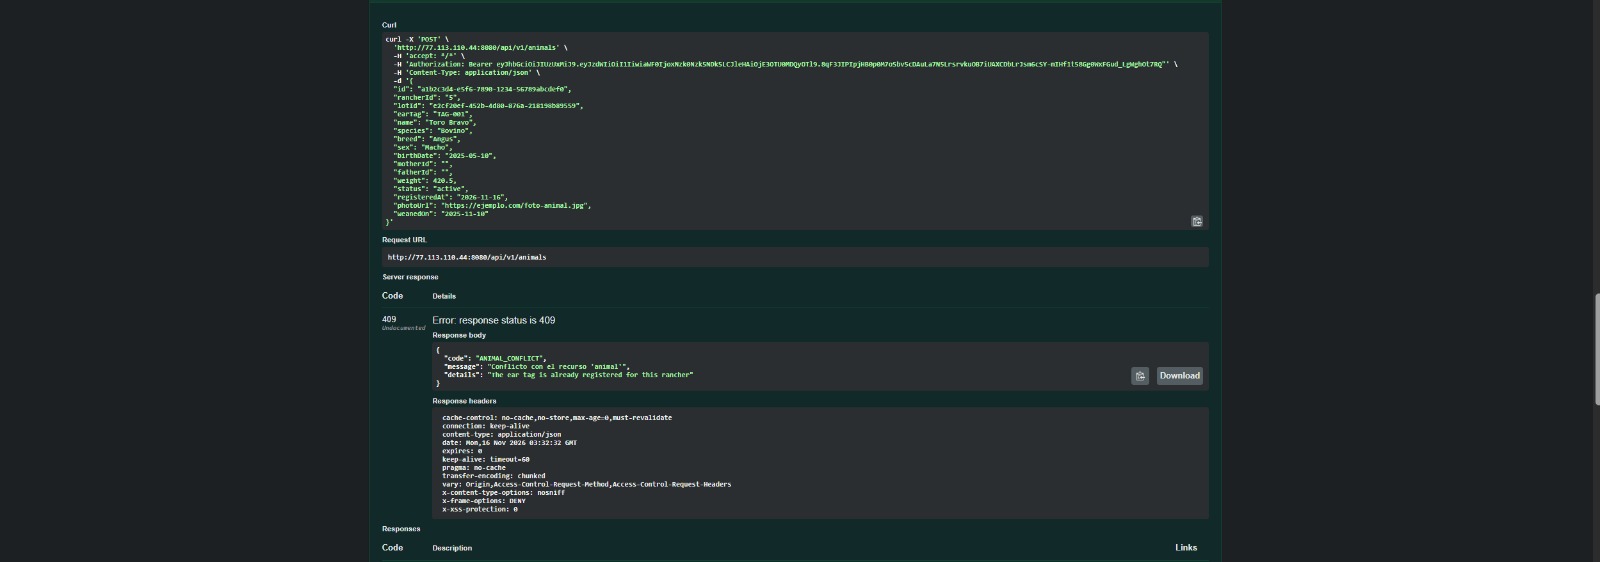 Curl
curl -X 'POST' \
'http://77.113.110.44:8080/api/v1/animals' \
-H 'accept: */*' \
-H 'Authorization: Bearer
-H 'Content-Type: application/json' \
-d '{
"id": "a1b2c3d4-e5f6-7890-1234-56789abcdef0",
"rancherId": "5",
"lotId": "e2cf20ef-452b-4d80-876a-218198b89559",
"earTag": "TAG-001",
"name": "Toro Bravo",
"species": "Bovino",
"breed": "Angus",
"sex": "Macho",
"birthDate": "2025-05-10",
"motherId": "",
"fatherId": "",
"weight": 420.5,
"status": "active",
"registeredAt": "2026-11-16",
"photoUrl": "https://ejemplo.com/foto-animal.jpg",
"weanedOn": "2025-11-10"
}'
Request URL
http://77.113.110.44:8080/api/v1/animals
Server response
Code Details
409 Error: response status is 409
Undocumented
Response body
{
"code": "ANIMAL_CONFLICT",
"message": "Conflicto con el recurso 'animal'",
"details": "The ear tag is already registered for this rancher"
}
Download
Response headers
cache-control: no-cache,no-store,max-age=0,must-revalidate
connection: keep-alive
content-type: application/json
date: Mon,16 Nov 2026 03:32:32 GMT
expires: 0
keep-alive: timeout=60
pragma: no-cache
transfer-encoding: chunked
vary: Origin,Access-Control-Request-Method,Access-Control-Request-Headers
x-content-type-options: nosniff
x-frame-options: DENY
x-xss-protection: 0
Responses
Code Description Links